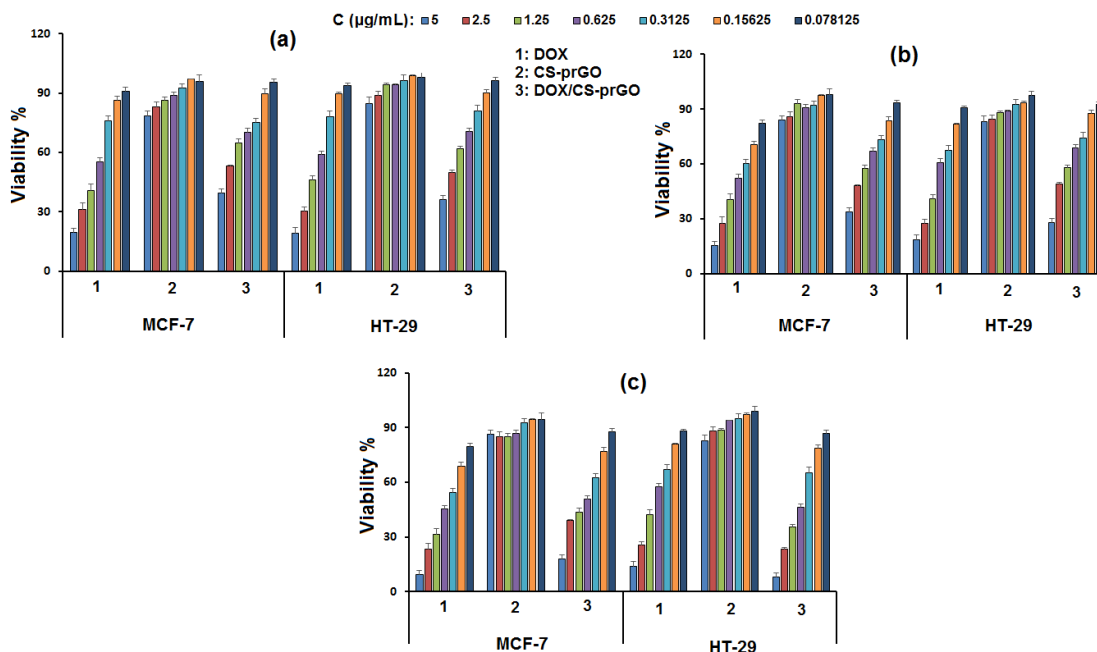 C (µg/mL): 5 2.5 1.25 0.625 0.3125 0.15625 0.078125
(a)
1: DOX
2: CS-prGO
3: DOX/CS-prGO
Viability %
120
90
60
30
0
1 2 3 1 2 3
MCF-7 HT-29
(b)
Viability %
120
90
60
30
0
1 2 3 1 2 3
MCF-7 HT-29
(c)
Viability %
120
90
60
30
0
1 2 3 1 2 3
MCF-7 HT-29